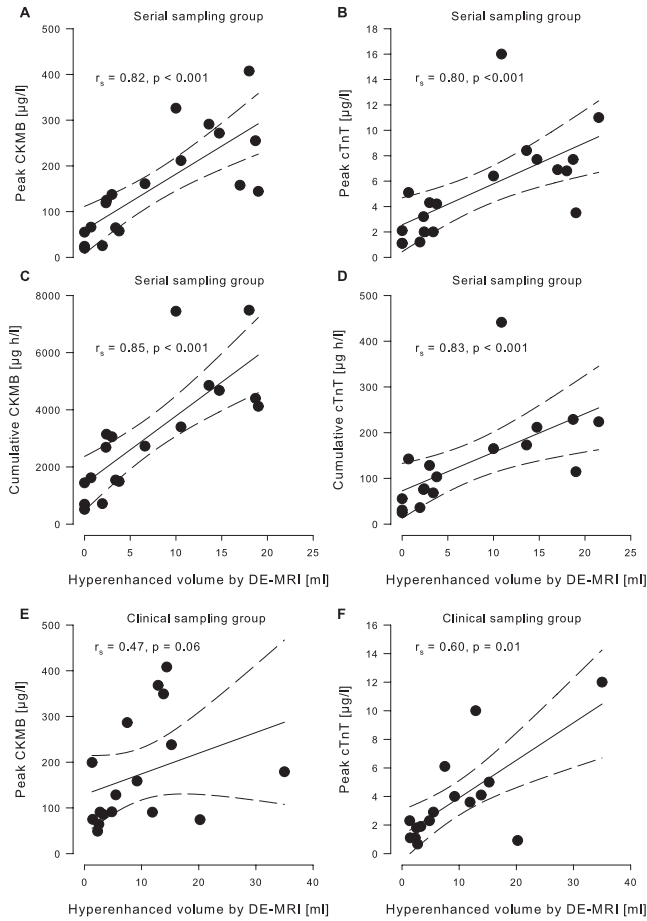 A
Serial sampling group
r_s = 0.82, p < 0.001
Peak CKMB [µg/l]
500
400
300
200
100
0
B
Serial sampling group
r_s = 0.80, p <0.001
Peak cTnT [µg/l]
18
16
14
12
10
8
6
4
2
0
C
Serial sampling group
r_s = 0.85, p < 0.001
Cumulative CKMB [µg h/l]
8000
6000
4000
2000
0
0 5 10 15 20 25
Hyperenhanced volume by DE-MRI [ml]
D
Serial sampling group
r_s = 0.83, p < 0.001
Cumulative cTnT [µg h/l]
500
400
300
200
100
0
0 5 10 15 20 25
Hyperenhanced volume by DE-MRI [ml]
E
Clinical sampling group
r_s = 0.47, p = 0.06
Peak CKMB [µg/l]
500
400
300
200
100
0
0 10 20 30 40
Hyperenhanced volume by DE-MRI [ml]
F
Clinical sampling group
r_s = 0.60, p = 0.01
Peak cTnT [µg/l]
16
14
12
10
8
6
4
2
0
0 10 20 30 40
Hyperenhanced volume by DE-MRI [ml]